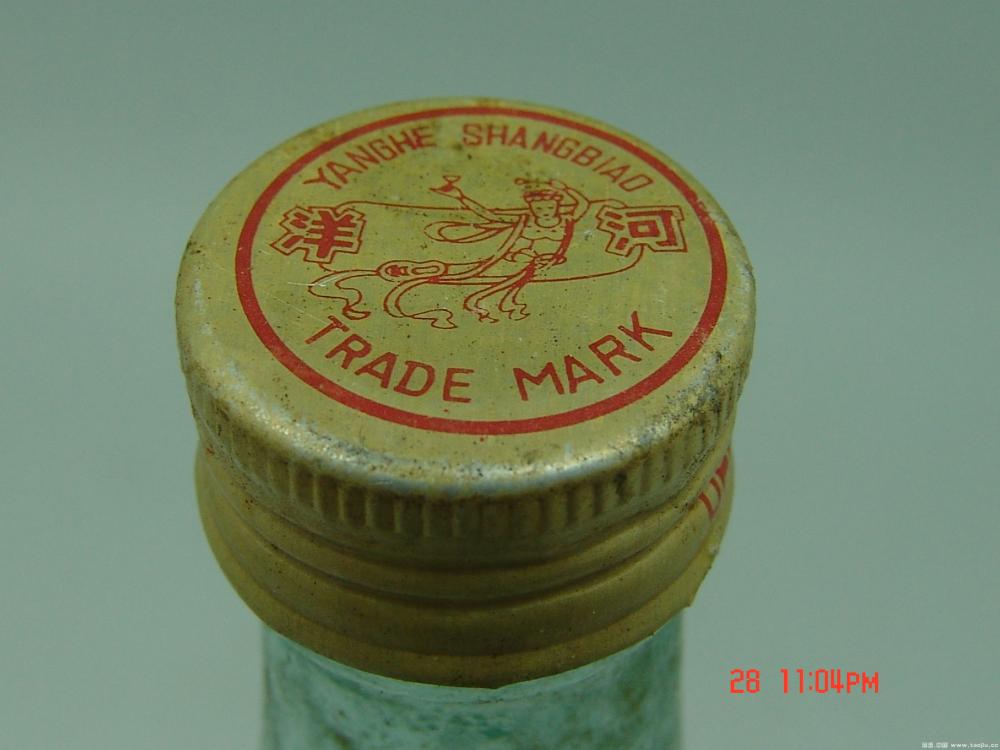 YANGHE SHANGBIAO
洋 河
TRADE MARK
28 11:04PM